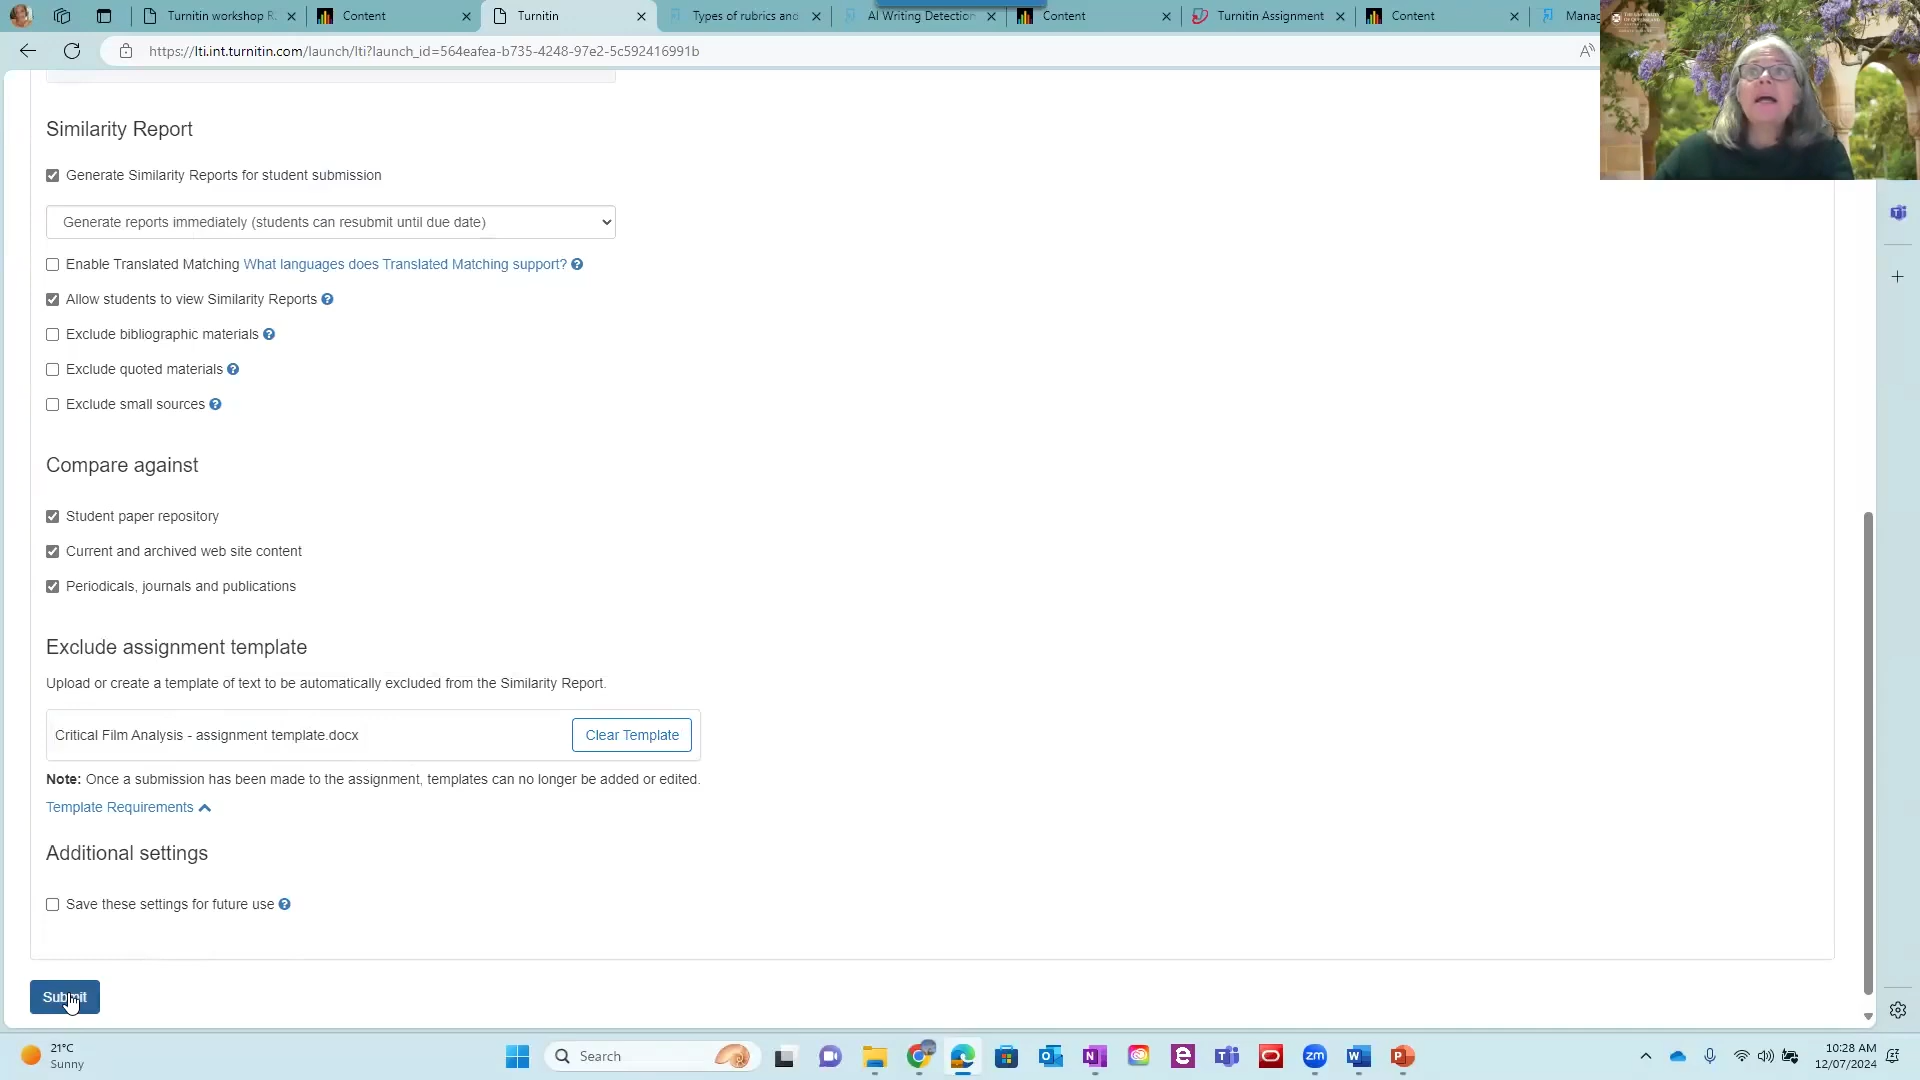 Turnitin workshop R
Content
Turnitin
Types of rubrics and
AI Writing Detection
Content
Turnitin Assignment
Content
Mana
https://lti.int.turnitin.com/launch/lti?launch_id=564eafea-b735-4248-97e2-5c592416991b
Similarity Report
Generate Similarity Reports for student submission
Generate reports immediately (students can resubmit until due date)
Enable Translated Matching What languages does Translated Matching support?
Allow students to view Similarity Reports
Exclude bibliographic materials
Exclude quoted materials
Exclude small sources
Compare against
Student paper repository
Current and archived web site content
Periodicals, journals and publications
Exclude assignment template
Upload or create a template of text to be automatically excluded from the Similarity Report.
Critical Film Analysis - assignment template.docx
Clear Template
Note: Once a submission has been made to the assignment, templates can no longer be added or edited.
Template Requirements
Additional settings
Save these settings for future use
Submit
21°C
Sunny
Search
zm
10:28 AM
12/07/2024